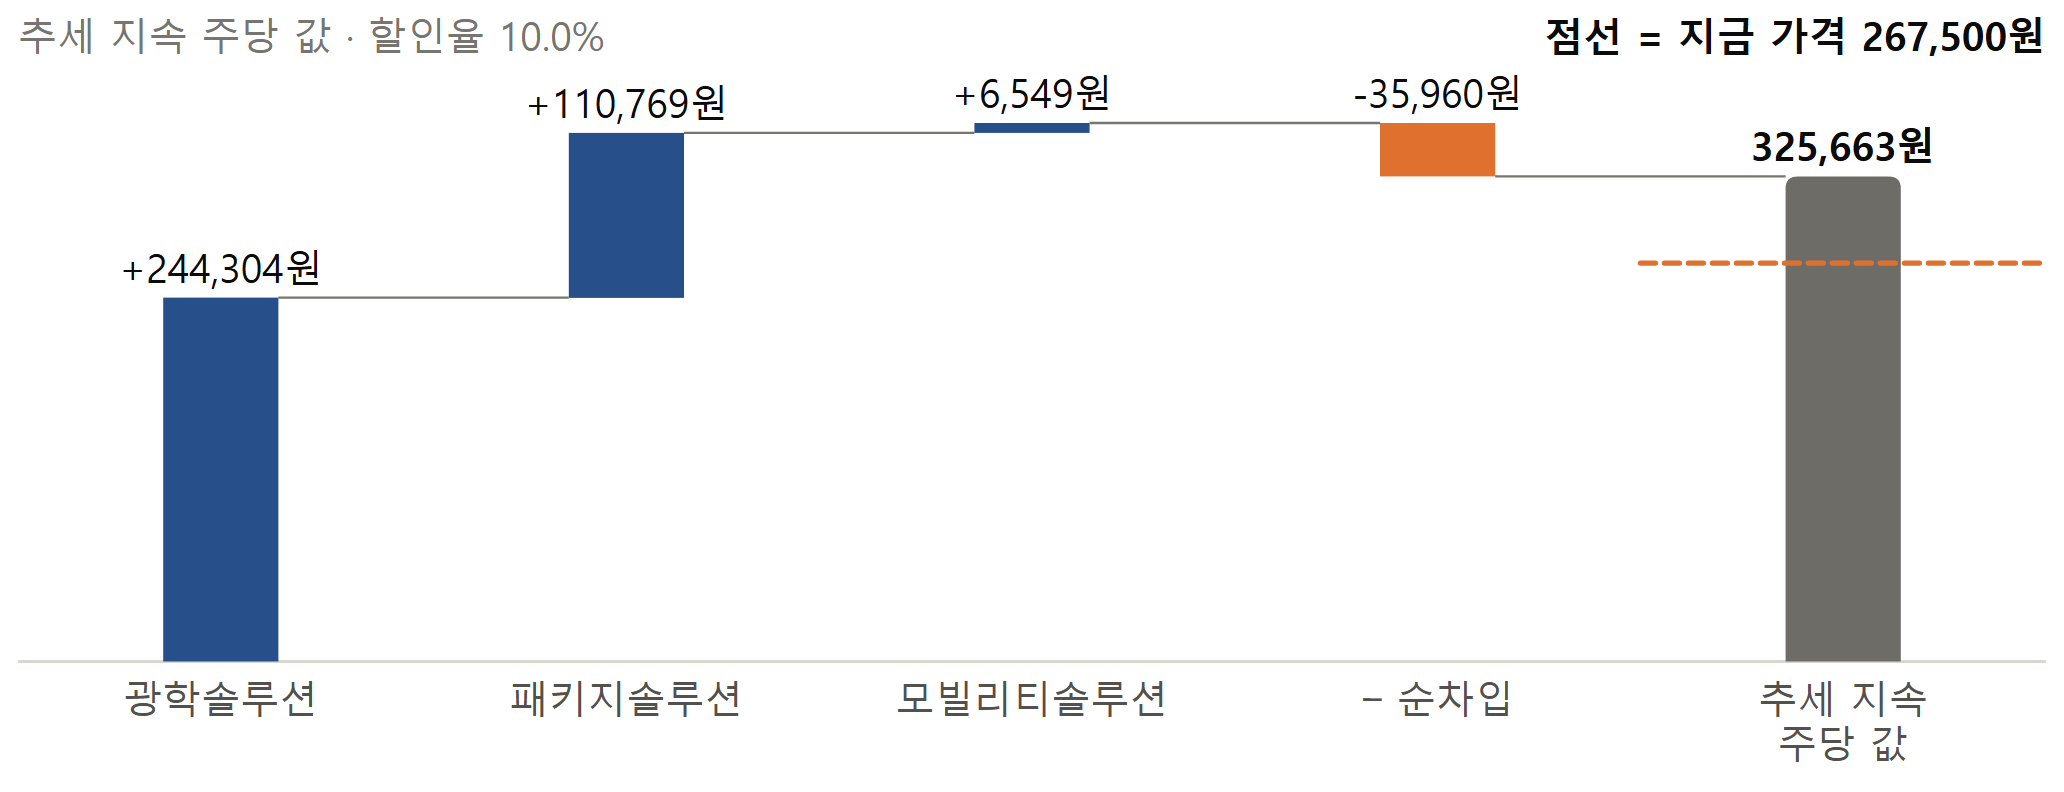 추세 지속 주당 값 · 할인율 10.0%
점선 = 지금 가격 267,500원
+244,304원
+110,769원
+6,549원
-35,960원
325,663원
광학솔루션
패키지솔루션
모빌리티솔루션
− 순차입
추세 지속
주당 값